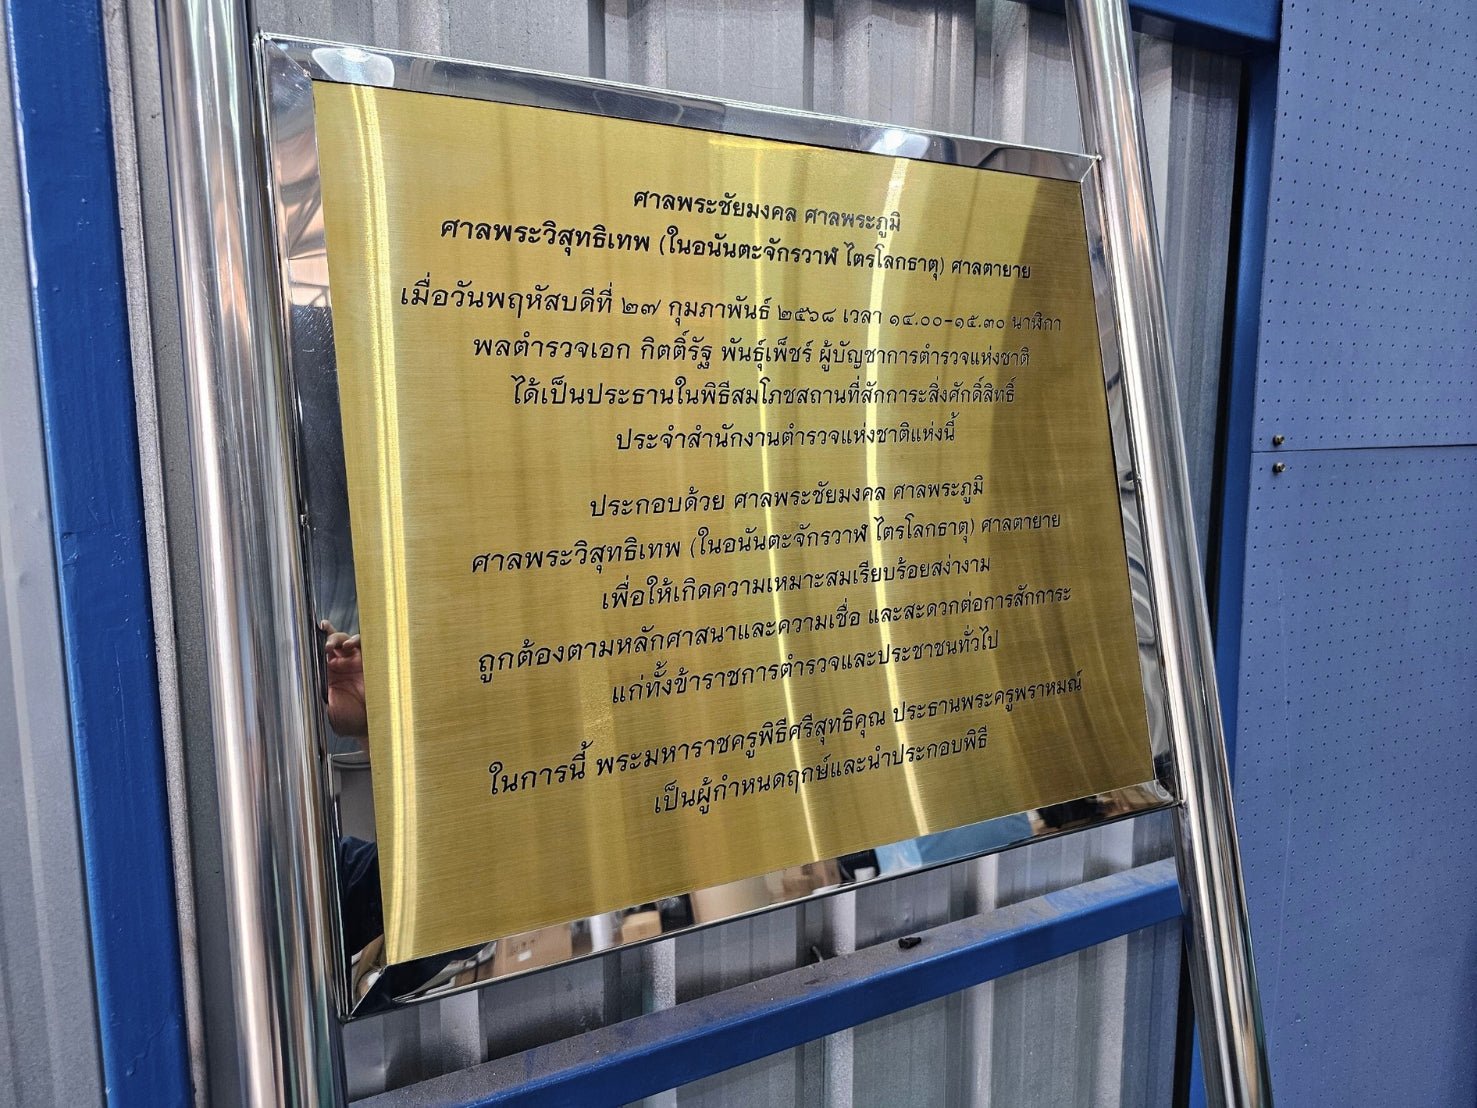 ศาลพระชัยมงคล ศาลพระภูมิ
ศาลพระวิสุทธิเทพ (ในอนันตะจักรวาฬ ไตรโลกธาตุ) ศาลตายาย
เมื่อวันพฤหัสบดีที่ ๒๗ กุมภาพันธ์ ๒๕๖๘ เวลา ๑๔.๐๐-๑๕.๓๐ นาฬิกา
พลตำรวจเอก กิตติ์รัฐ พันธุ์เพ็ชร์ ผู้บัญชาการตำรวจแห่งชาติ
ได้เป็นประธานในพิธีสมโภชสถานที่สักการะสิ่งศักดิ์สิทธิ์
ประจำสำนักงานตำรวจแห่งชาติแห่งนี้
ประกอบด้วย ศาลพระชัยมงคล ศาลพระภูมิ
ศาลพระวิสุทธิเทพ (ในอนันตะจักรวาฬ ไตรโลกธาตุ) ศาลตายาย
เพื่อให้เกิดความเหมาะสมเรียบร้อยสง่างาม
ถูกต้องตามหลักศาสนาและความเชื่อ และสะดวกต่อการสักการะ
แก่ทั้งข้าราชการตำรวจและประชาชนทั่วไป
ในการนี้ พระมหาราชครูพิธีศรีสุทธิคุณ ประธานพระครูพราหมณ์
เป็นผู้กำหนดฤกษ์และนำประกอบพิธี